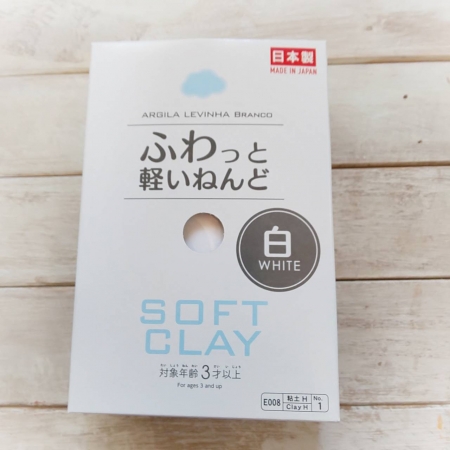 日本製
MADE IN JAPAN
ARGILA LEVINHA BRANCO
ふわっと
軽いねんど
白
WHITE
SOFT
CLAY
対象年齢3才以上
For ages 3 and up
E008 粘土H No.
Clay H 1